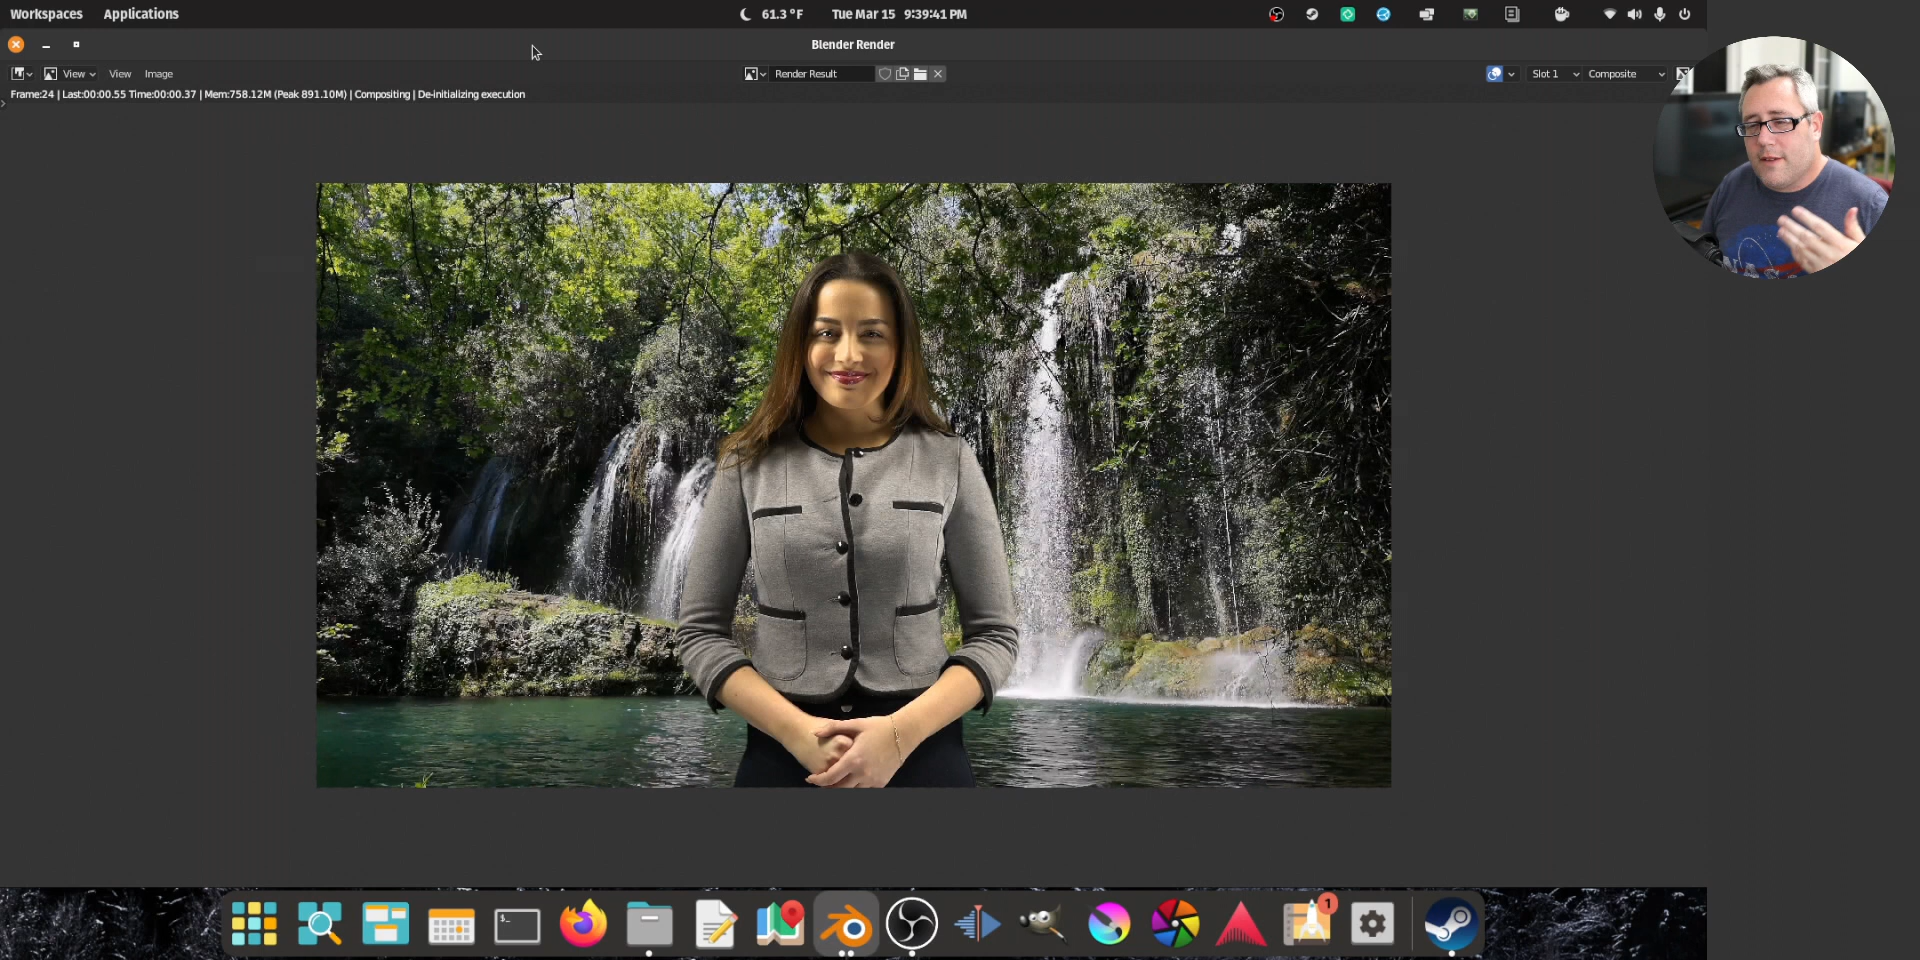 Workspaces Applications 61.3 °F Tue Mar 15 9:39:41 PM
Blender Render
View View Image Render Result Slot 1 Composite
Frame:24 | Last:00:00.55 Time:00:00.37 | Mem:758.12M (Peak 891.10M) | Compositing | De-initializing execution
NASA
$_
1